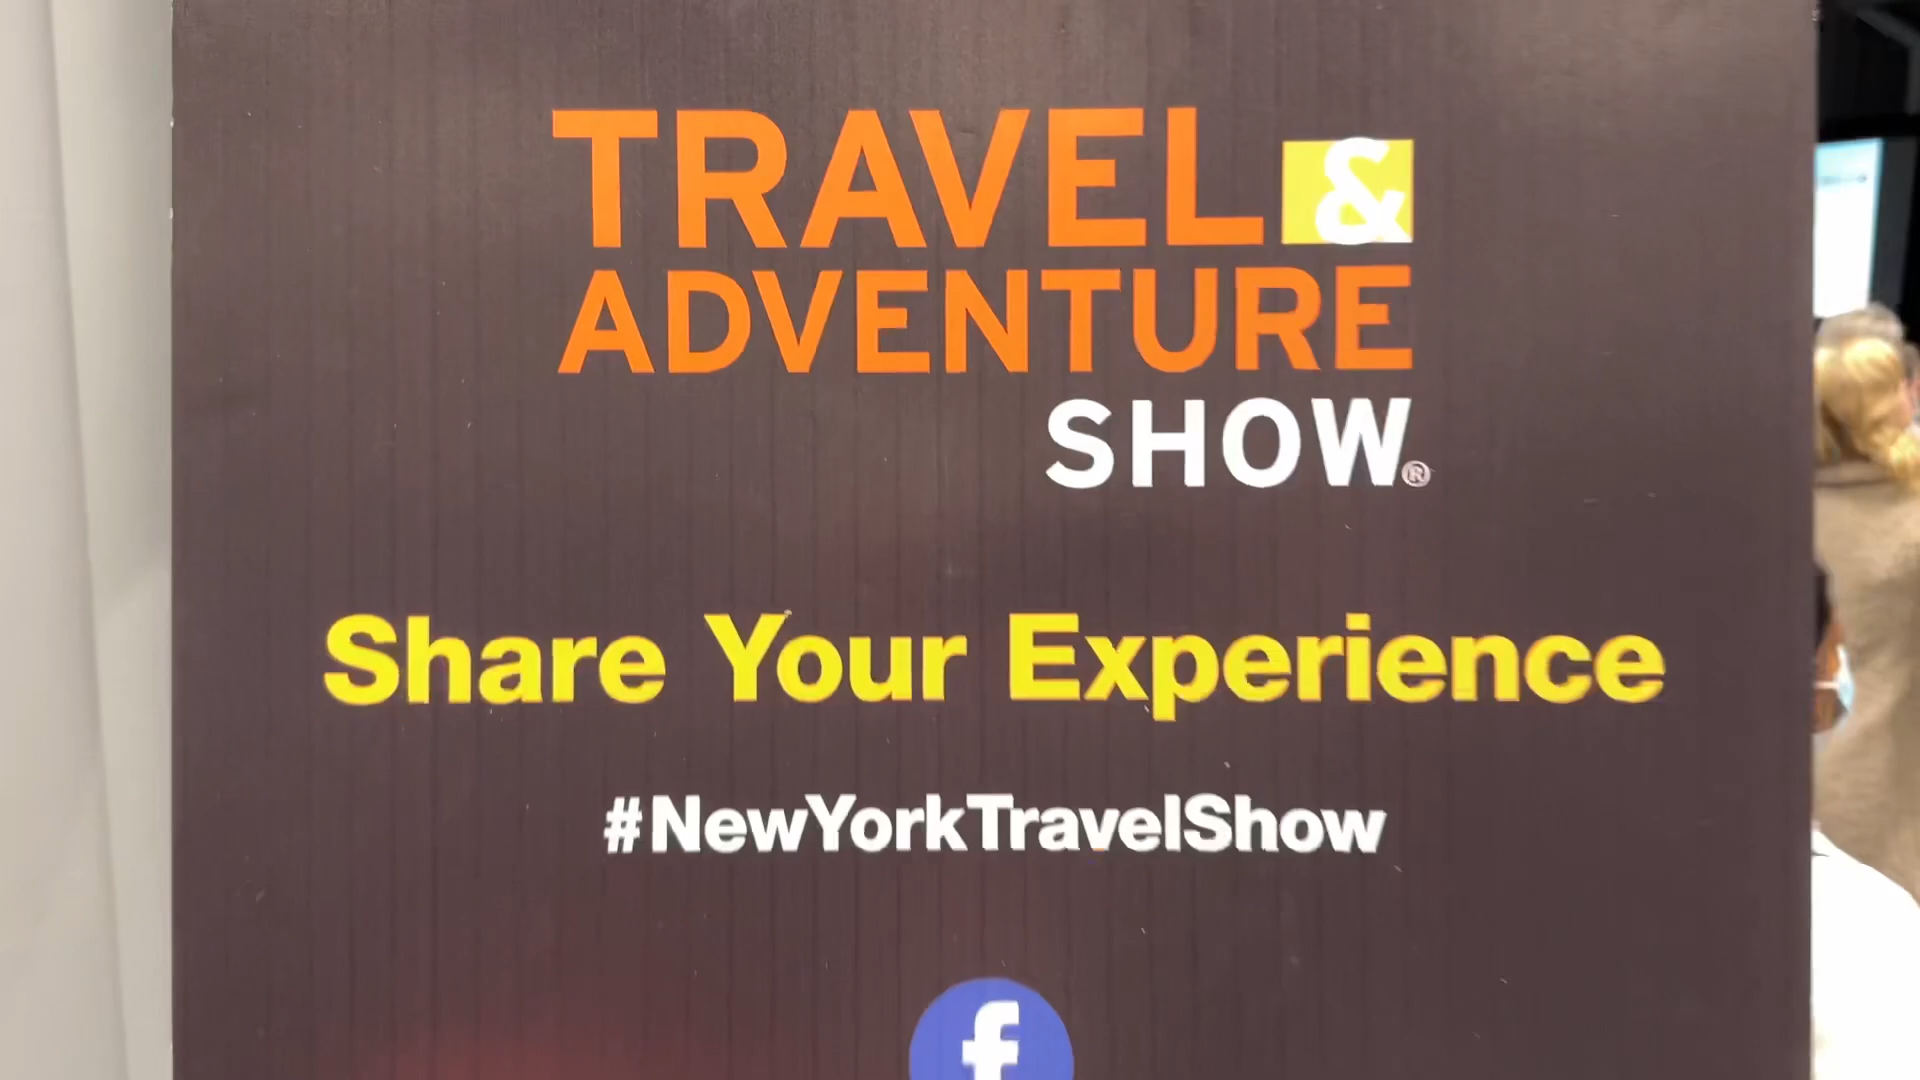 TRAVEL &
ADVENTURE
SHOW®
Share Your Experience
#NewYorkTravelShow
f